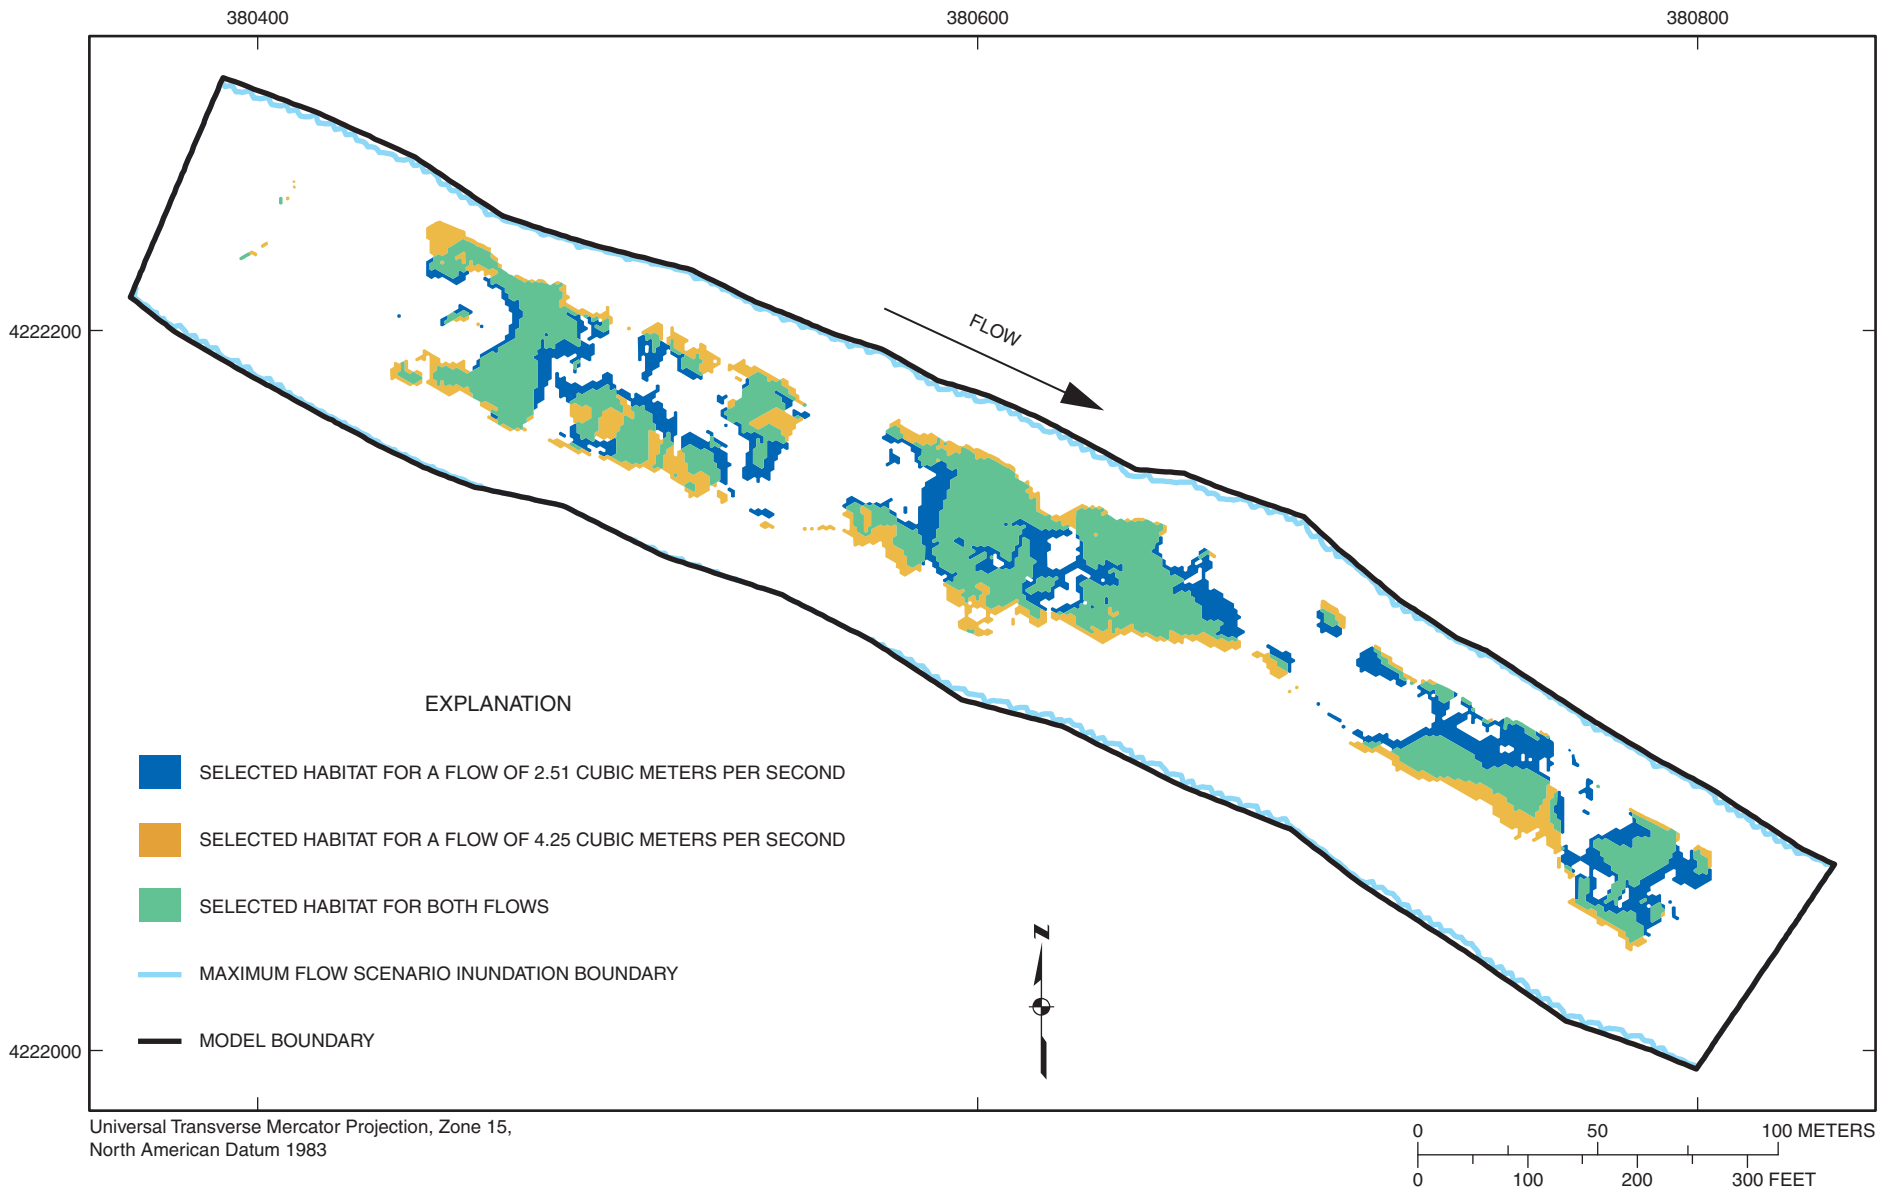 380400 380600 380800
FLOW
4222200
EXPLANATION
SELECTED HABITAT FOR A FLOW OF 2.51 CUBIC METERS PER SECOND
SELECTED HABITAT FOR A FLOW OF 4.25 CUBIC METERS PER SECOND
SELECTED HABITAT FOR BOTH FLOWS
MAXIMUM FLOW SCENARIO INUNDATION BOUNDARY
MODEL BOUNDARY
N
4222000
Universal Transverse Mercator Projection, Zone 15,
North American Datum 1983
0 50 100 METERS
0 100 200 300 FEET